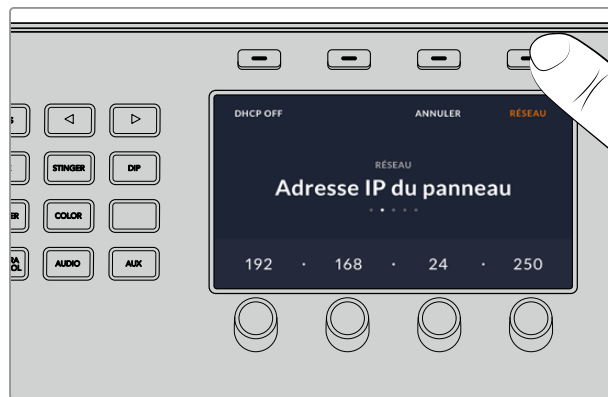 DHCP OFF ANNULER RÉSEAU
RÉSEAU
Adresse IP du panneau
192 · 168 · 24 · 250
STINGER DIP
COLOR
AUDIO AUX